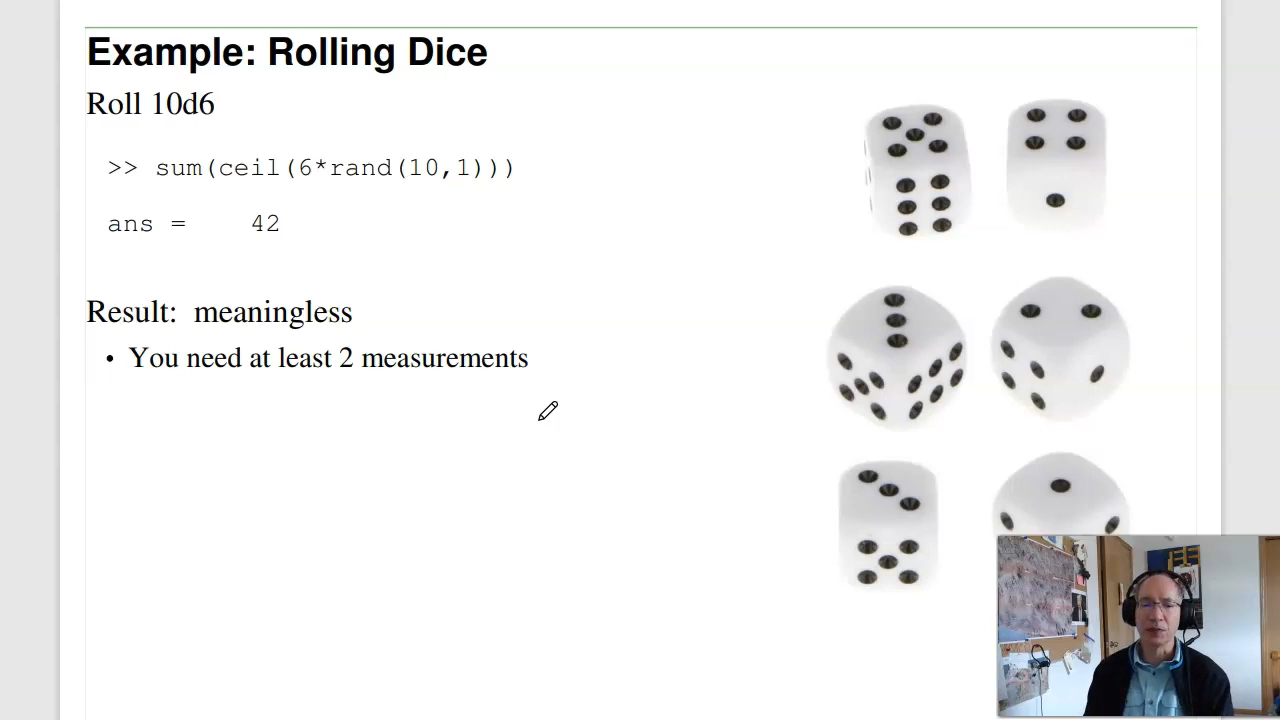 Example: Rolling Dice
Roll 10d6
>> sum(ceil(6*rand(10,1)))
ans =    42
Result:  meaningless
• You need at least 2 measurements